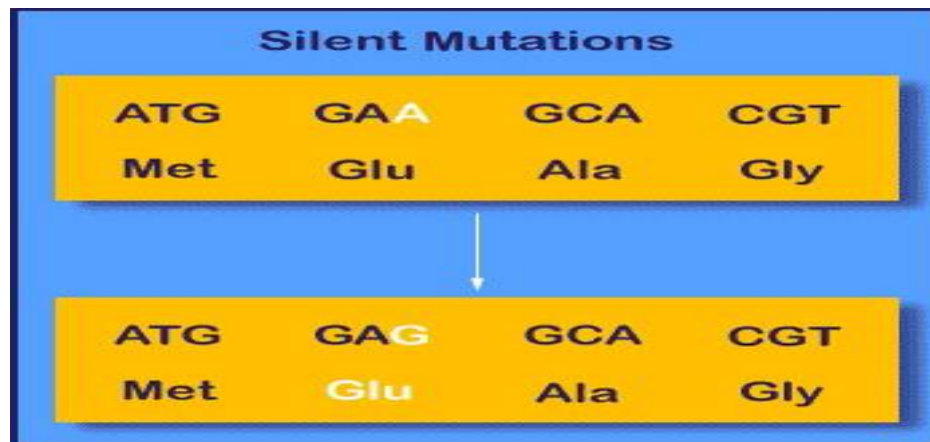 Silent Mutations
ATG GAA GCA CGT
Met Glu Ala Gly
ATG GAG GCA CGT
Met Glu Ala Gly